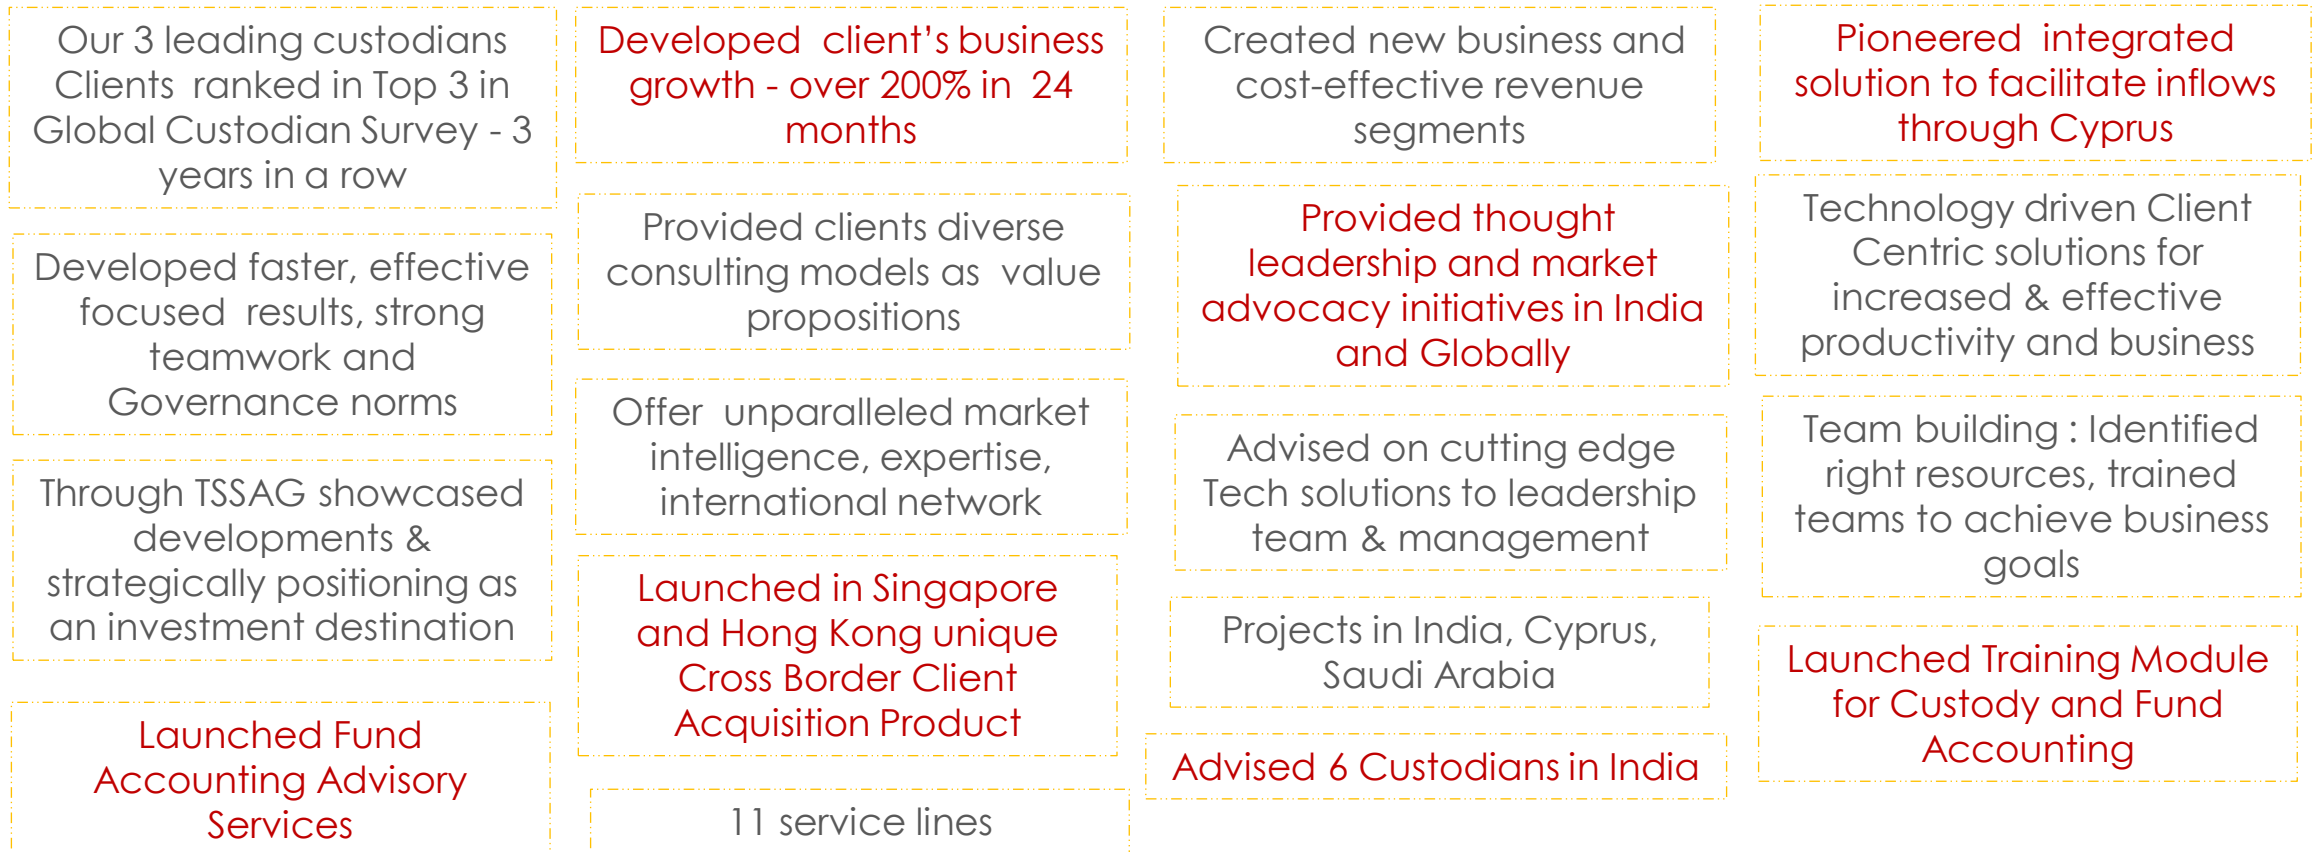 Our 3 leading custodians
Clients ranked in Top 3 in
Global Custodian Survey - 3
years in a row
Developed faster, effective
focused results, strong
teamwork and
Governance norms
Through TSSAG showcased
developments &
strategically positioning as
an investment destination
Launched Fund
Accounting Advisory
Services
Developed client's business
growth - over 200% in 24
months
Provided clients diverse
consulting models as value
propositions
Offer unparalleled market
intelligence, expertise,
international network
Launched in Singapore
and Hong Kong unique
Cross Border Client
Acquisition Product
11 service lines
Created new business and
cost-effective revenue
segments
Provided thought
leadership and market
advocacy initiatives in India
and Globally
Advised on cutting edge
Tech solutions to leadership
team & management
Projects in India, Cyprus,
Saudi Arabia
Advised 6 Custodians in India
Pioneered integrated
solution to facilitate inflows
through Cyprus
Technology driven Client
Centric solutions for
increased & effective
productivity and business
Team building : Identified
right resources, trained
teams to achieve business
goals
Launched Training Module
for Custody and Fund
Accounting